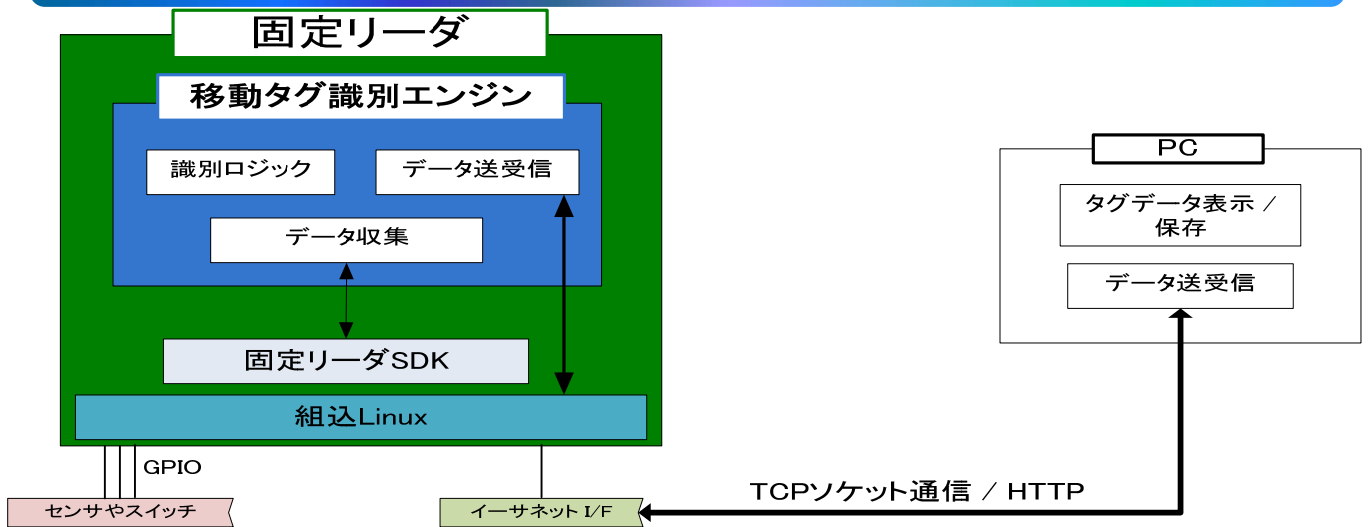 固定リーダ
移動タグ識別エンジン
識別ロジック
データ送受信
データ収集
固定リーダSDK
組込Linux
GPIO
センサやスイッチ
イーサネット I/F
TCPソケット通信 / HTTP
PC
タグデータ表示 /
保存
データ送受信